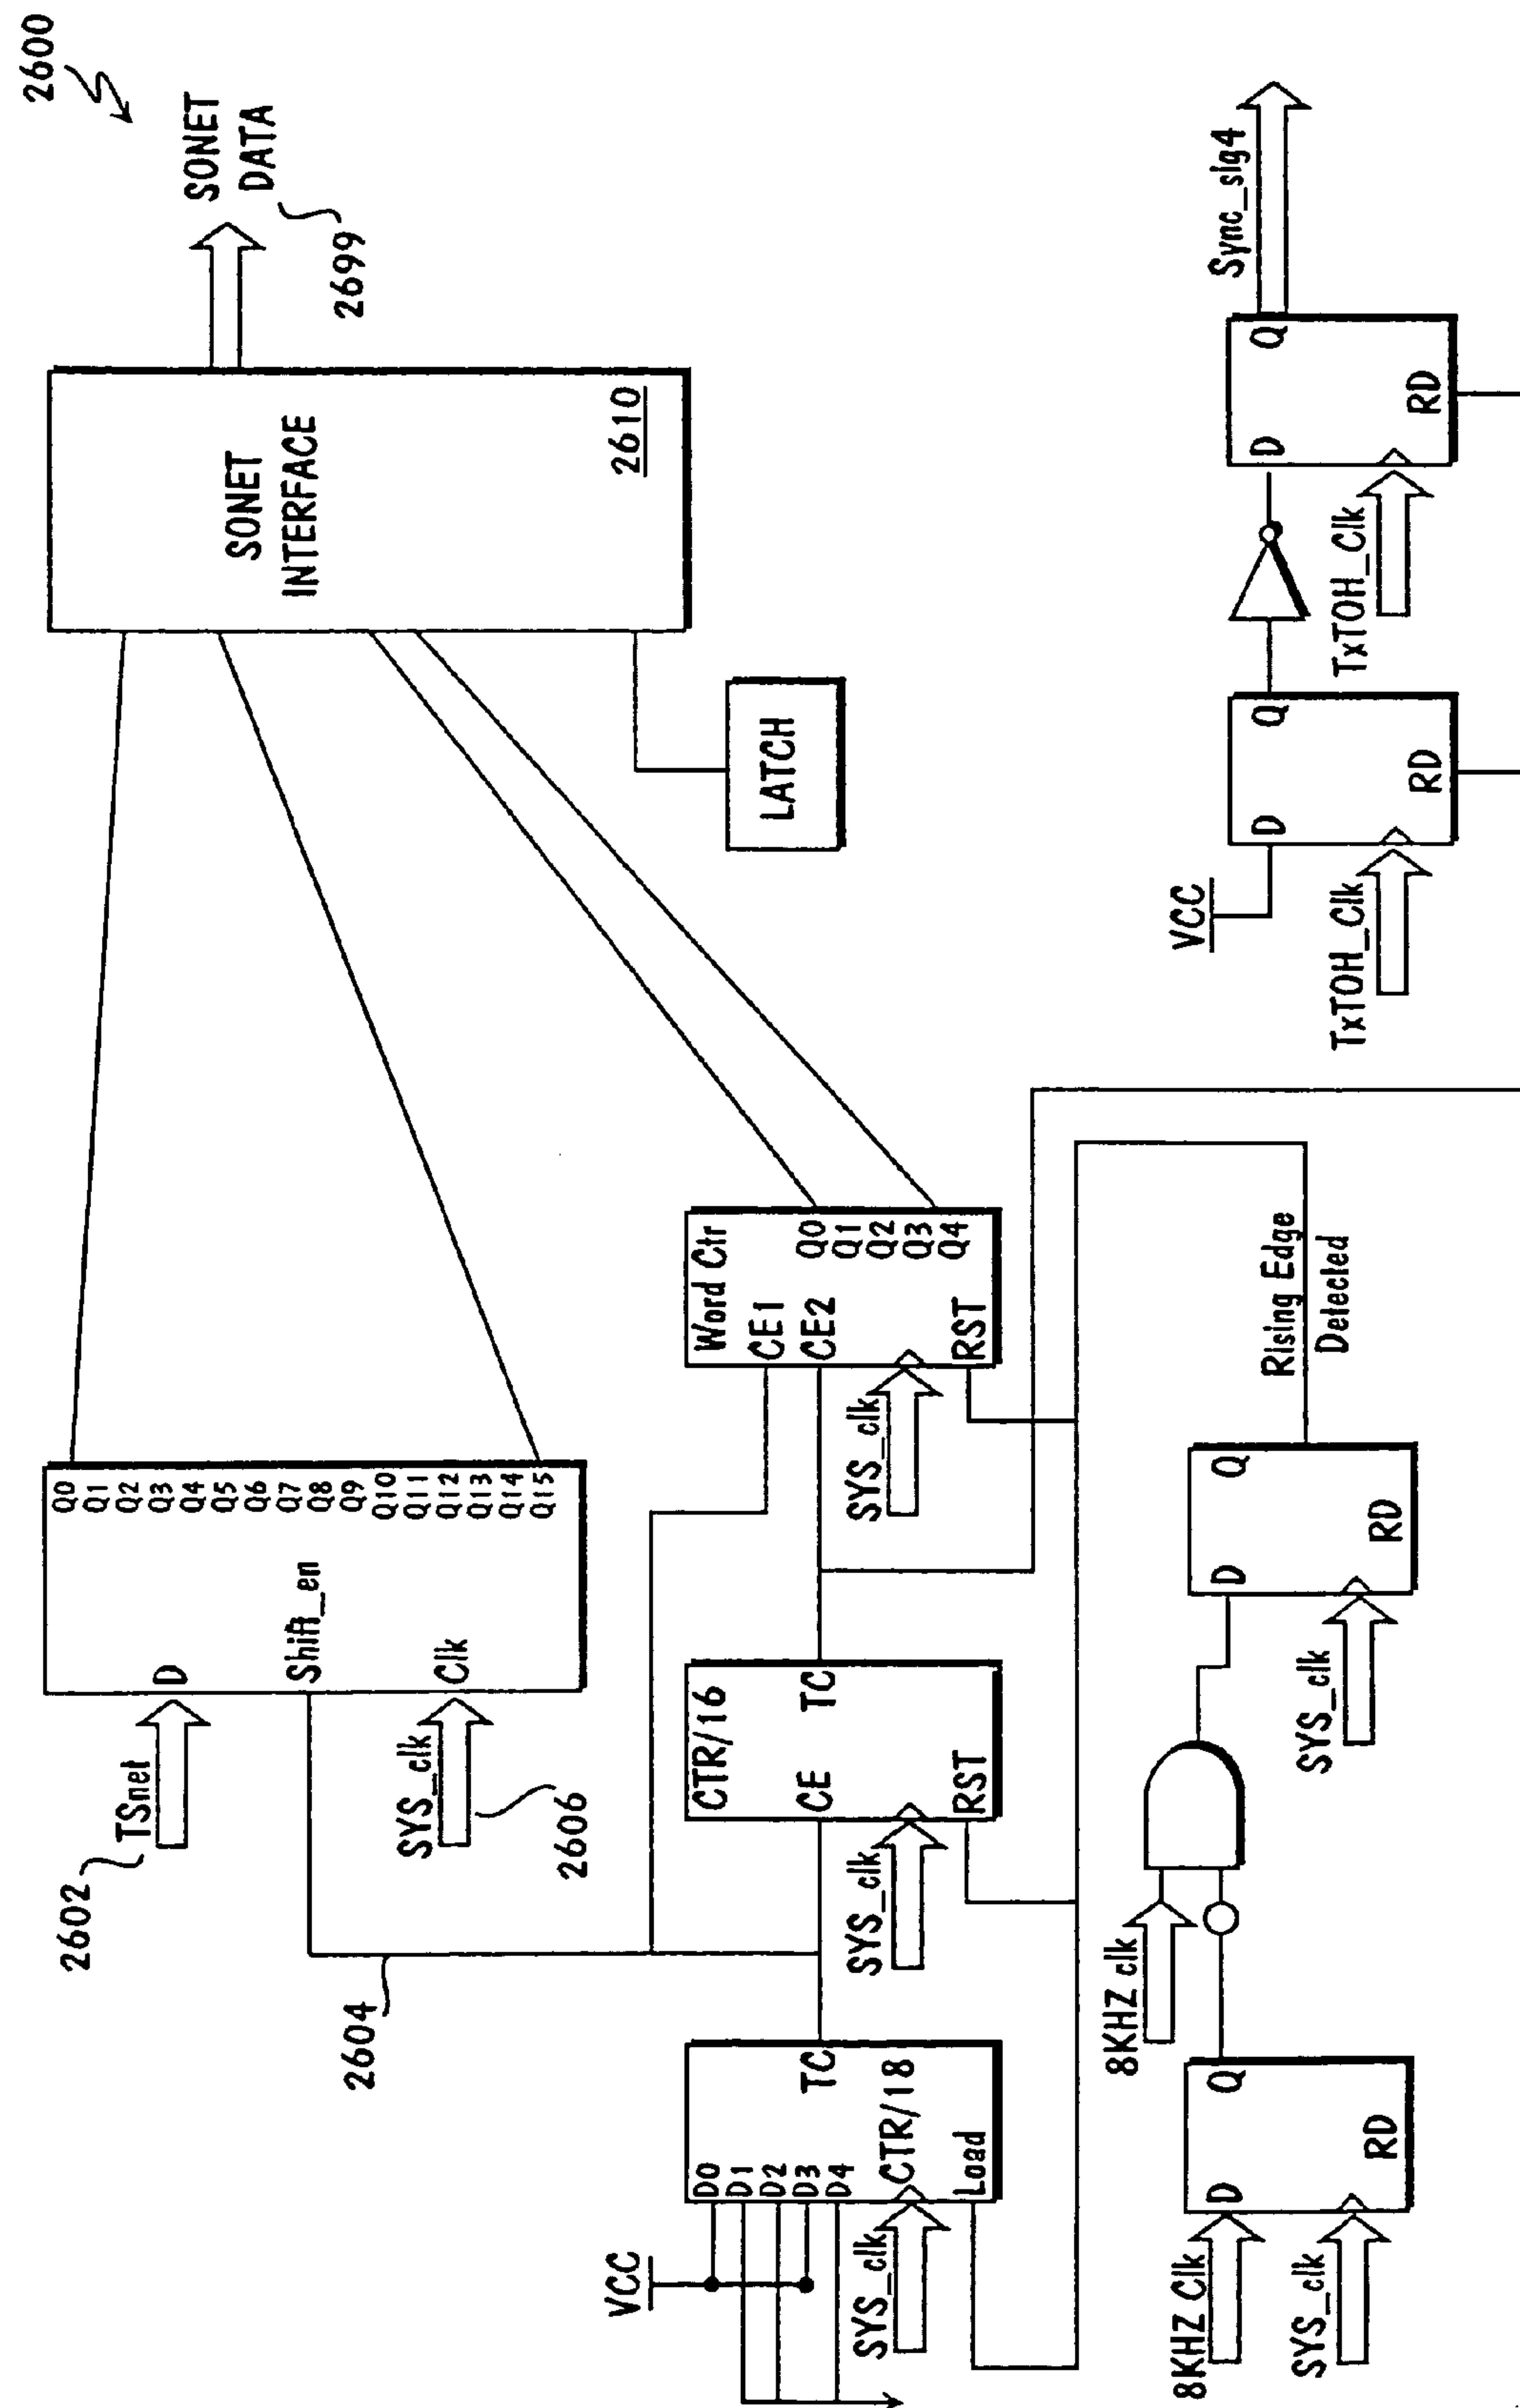 2600
SONET
DATA
2699
SONET
INTERFACE
2610
LATCH
2602
TSnet
D
Shift_en
SYS_clk
Clk
2606
Q0
Q1
Q2
Q3
Q4
Q5
Q6
Q7
Q8
Q9
Q10
Q11
Q12
Q13
Q14
Q15
2604
VCC
D0
D1
D2
D3
D4
TC
CTR/18
SYS_clk
Load
CTR/16
CE
TC
SYS_clk
RST
Word Ctr
CE1
CE2
Q0
Q1
Q2
Q3
Q4
SYS_clk
RST
8KHZ Clk
D
Q
SYS_clk
RD
8KHZ clk
D
Q
SYS_clk
RD
Rising Edge
Detected
VCC
D
Q
TxTOH_Clk
RD
D
Q
TxTOH_Clk
RD
Sync_sig4